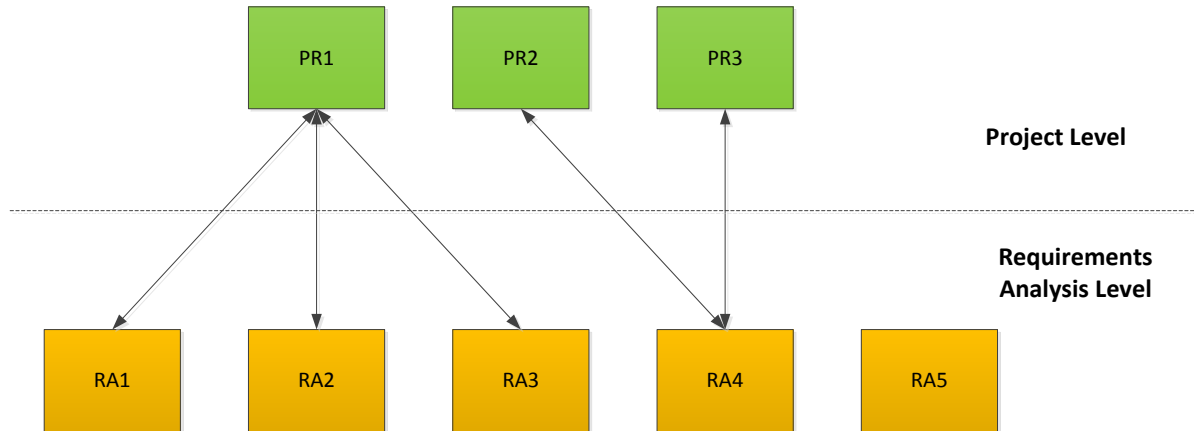 PR1
PR2
PR3
Project Level
Requirements
Analysis Level
RA1
RA2
RA3
RA4
RA5